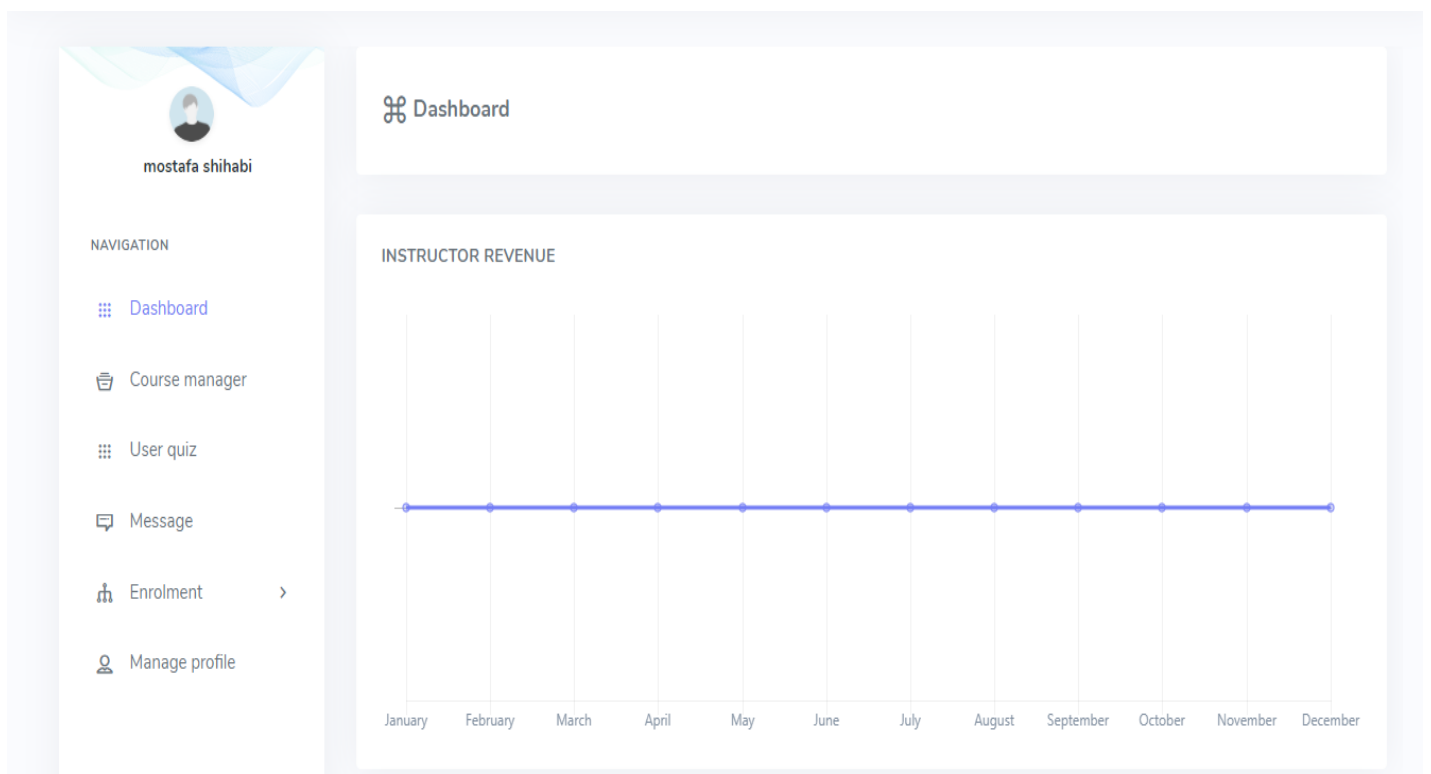 mostafa shihabi
NAVIGATION
Dashboard
Course manager
User quiz
Message
Enrolment
Manage profile
Dashboard
INSTRUCTOR REVENUE
January February March April May June July August September October November December